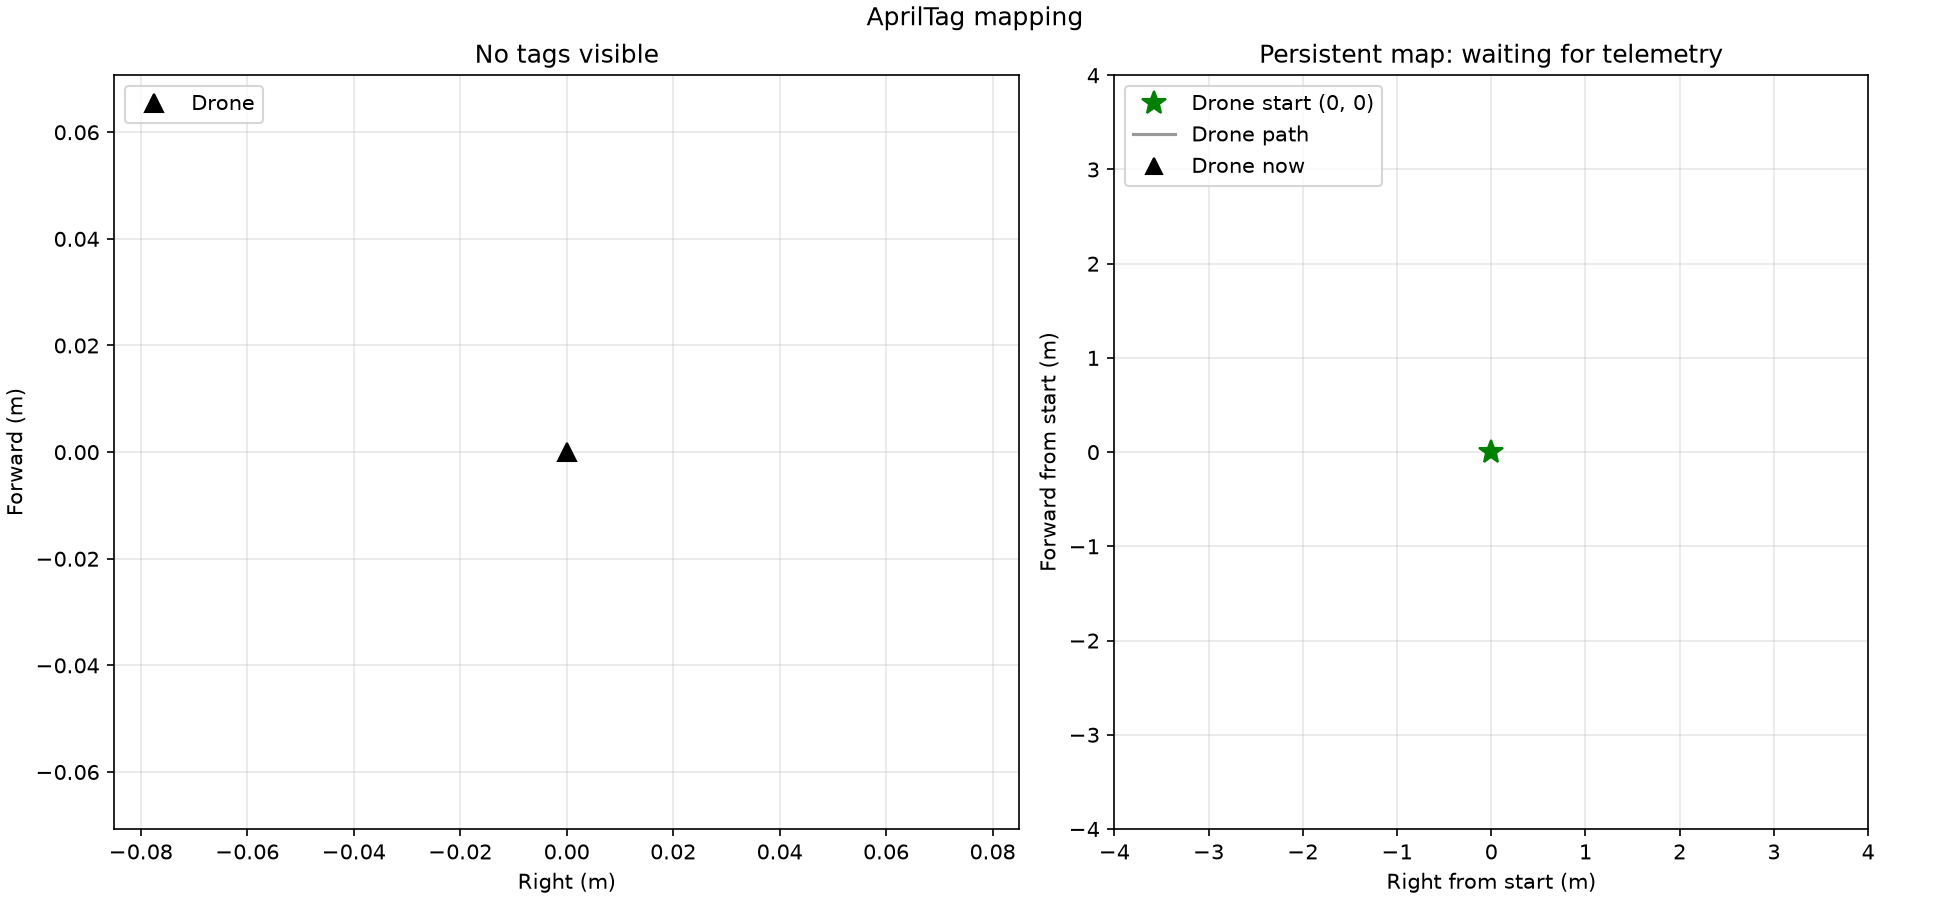 AprilTag mapping
No tags visible
Drone
0.06
0.04
0.02
0.00
−0.02
−0.04
−0.06
Forward (m)
−0.08 −0.06 −0.04 −0.02 0.00 0.02 0.04 0.06 0.08
Right (m)
Persistent map: waiting for telemetry
Drone start (0, 0)
Drone path
Drone now
4
3
2
1
0
−1
−2
−3
−4
Forward from start (m)
−4 −3 −2 −1 0 1 2 3 4
Right from start (m)